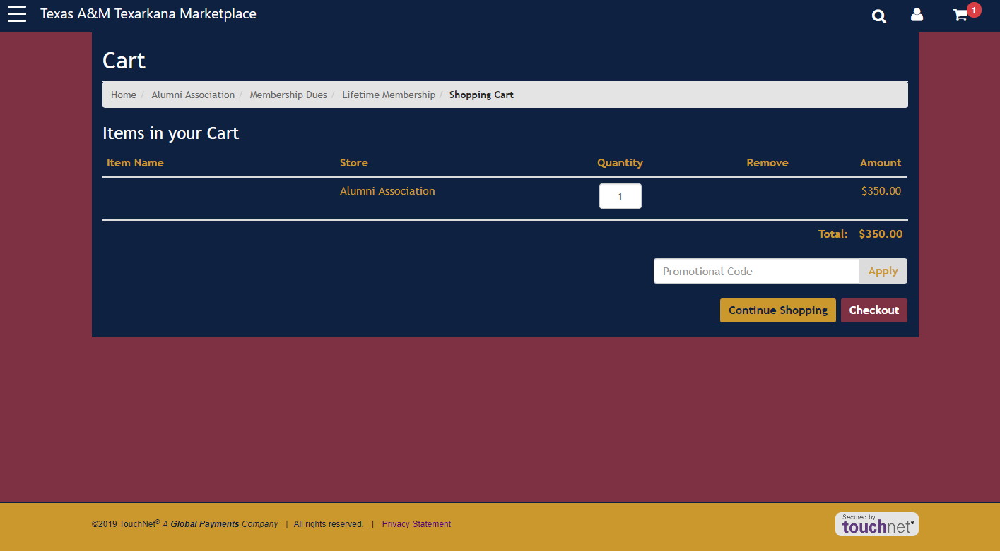 Texas A&M Texarkana Marketplace
1
Cart
Home / Alumni Association / Membership Dues / Lifetime Membership / Shopping Cart
Items in your Cart
Item Name Store Quantity Remove Amount
Alumni Association 1 $350.00
Total: $350.00
Promotional Code Apply
Continue Shopping Checkout
©2019 TouchNet® A Global Payments Company | All rights reserved. | Privacy Statement
Secured by
touchnet®